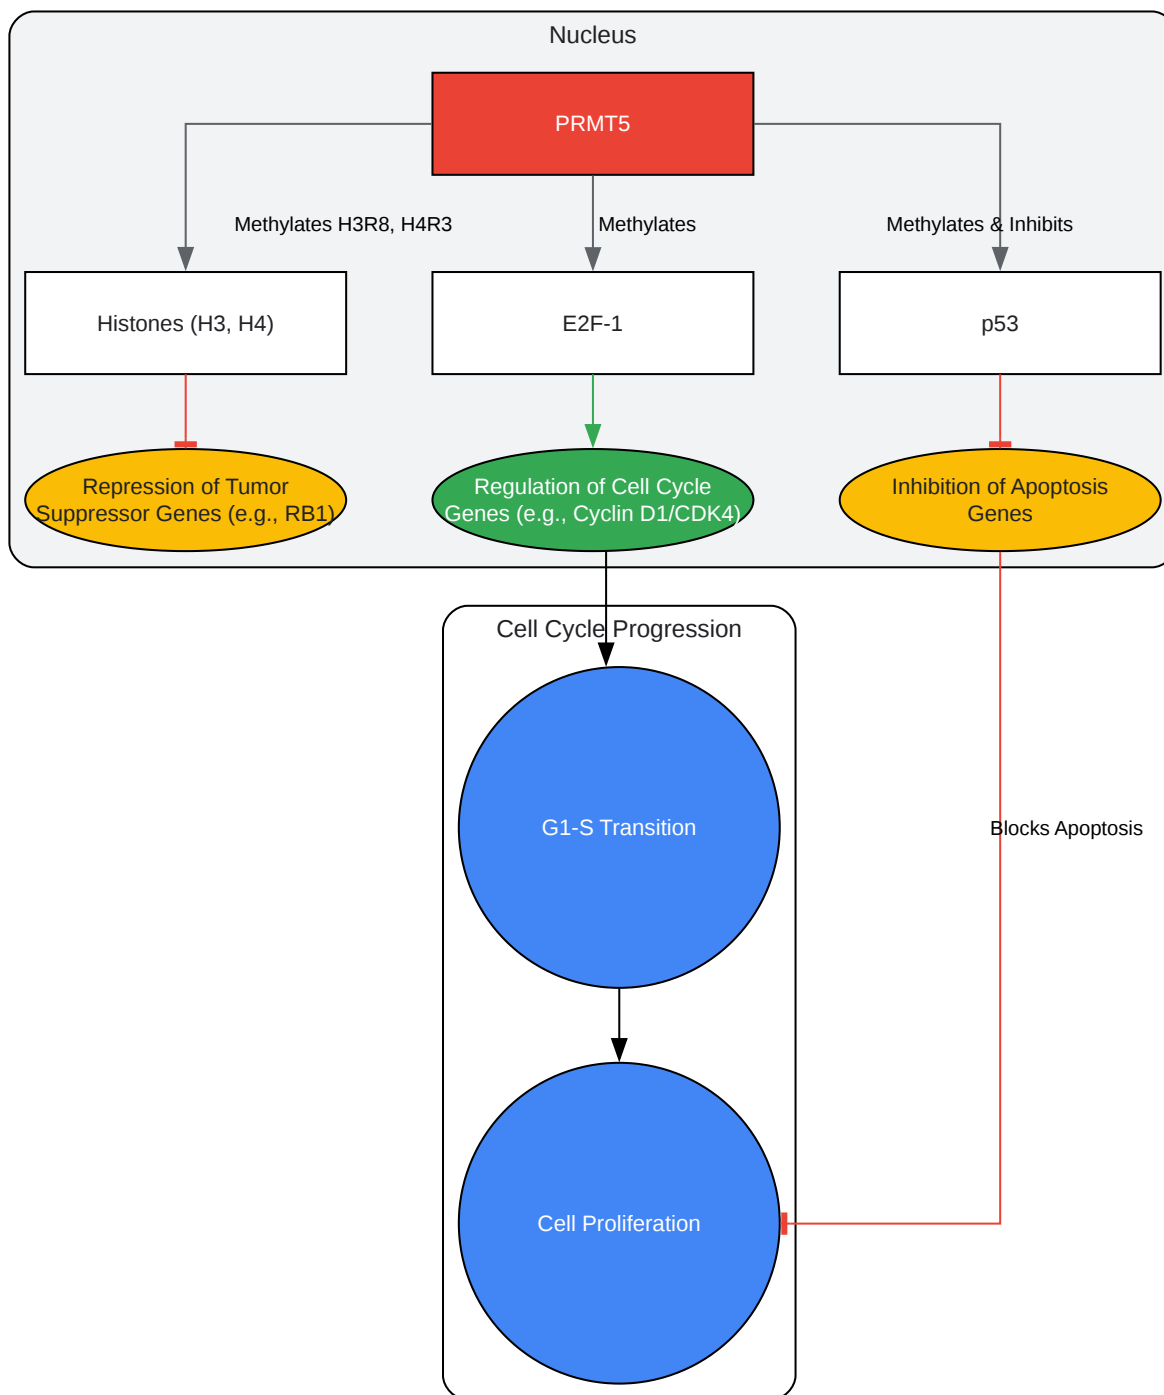 Nucleus
PRMT5
Methylates H3R8, H4R3
Methylates
Methylates & Inhibits
Histones (H3, H4)
E2F-1
p53
Repression of Tumor
Suppressor Genes (e.g., RB1)
Regulation of Cell Cycle
Genes (e.g., Cyclin D1/CDK4)
Inhibition of Apoptosis
Genes
Cell Cycle Progression
G1-S Transition
Blocks Apoptosis
Cell Proliferation